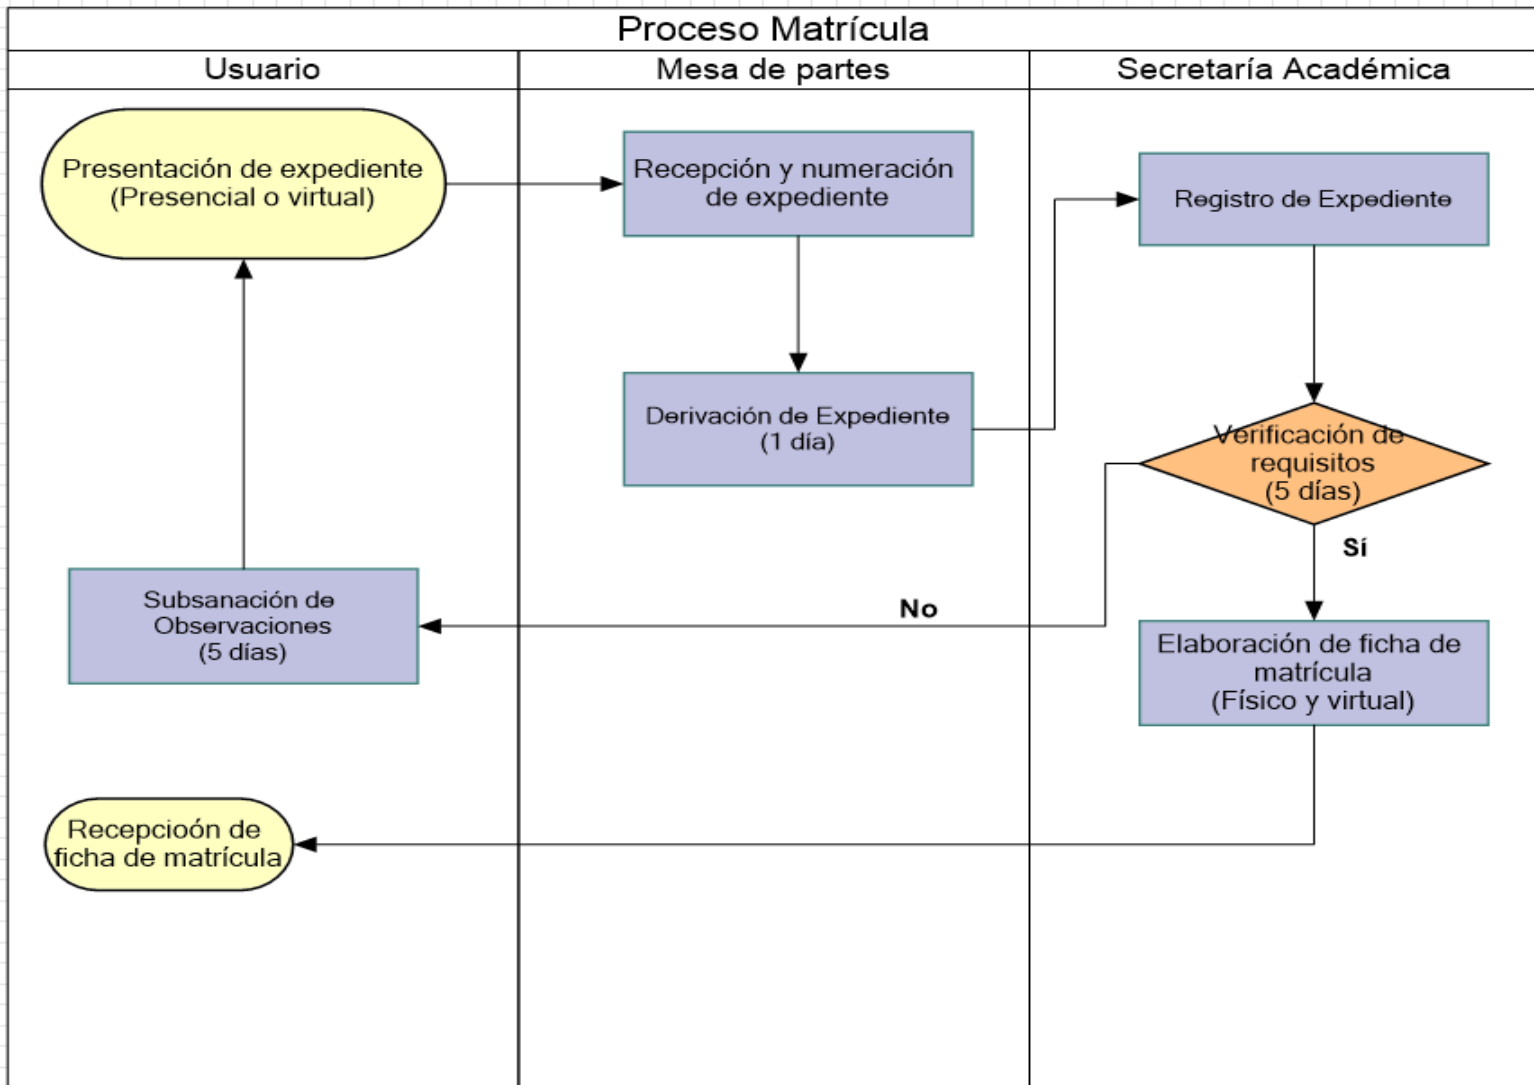 Proceso Matrícula
Usuario
Mesa de partes
Secretaría Académica
Presentación de expediente
(Presencial o virtual)
Recepción y numeración
de expediente
Registro de Expediente
Derivación de Expediente
(1 día)
Verificación de
requisitos
(5 días)
Sí
No
Subsanación de
Observaciones
(5 días)
Elaboración de ficha de
matrícula
(Físico y virtual)
Recepcioón de
ficha de matrícula